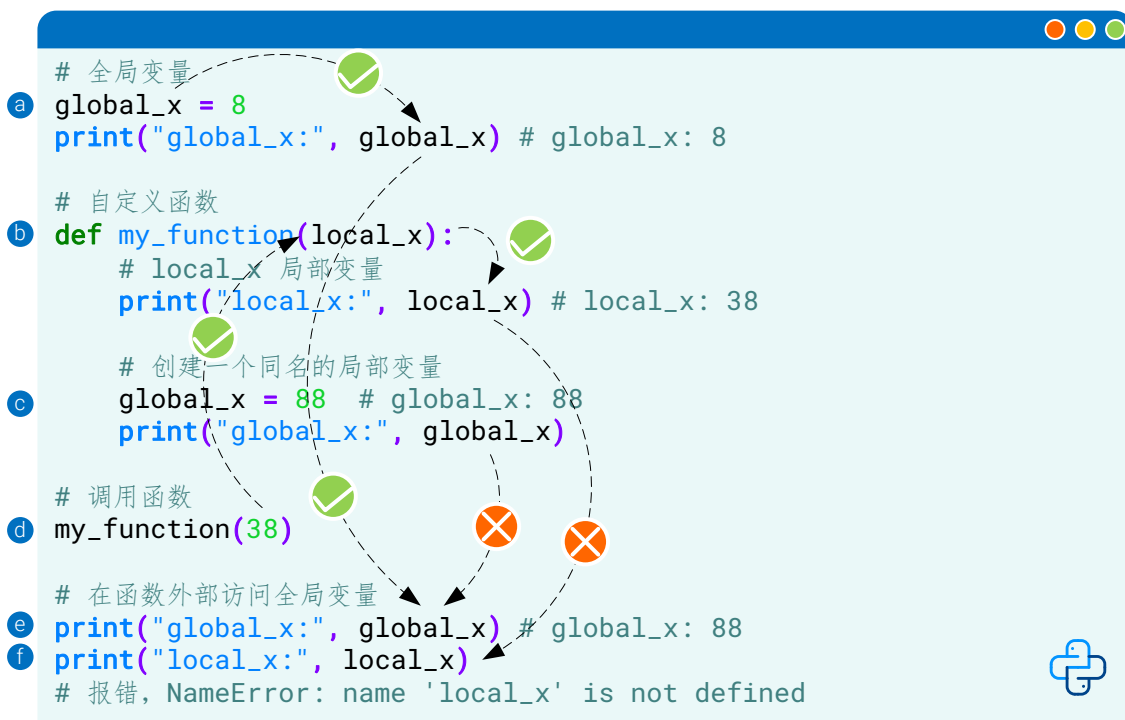 # 全局变量
a global_x = 8
print("global_x:", global_x) # global_x: 8
# 自定义函数
b def my_function(local_x):
# local_x 局部变量
print("local_x:", local_x) # local_x: 38
# 创建一个同名的局部变量
c global_x = 88 # global_x: 88
print("global_x:", global_x)
# 调用函数
d my_function(38)
# 在函数外部访问全局变量
e print("global_x:", global_x) # global_x: 88
f print("local_x:", local_x)
# 报错，NameError: name 'local_x' is not defined